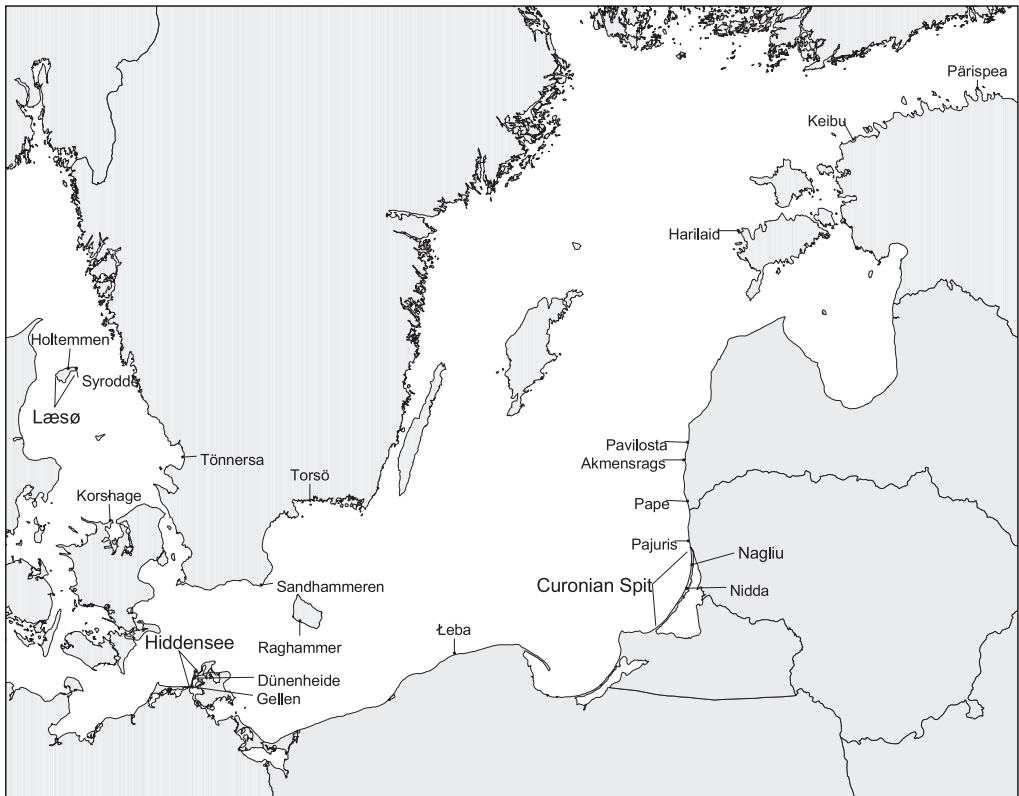 Pärispea
Keibu
Harilaid
Holtemmen
Syrodde
Læsø
Pavilosta
Tönnersa
Akmensrags
Torsö
Korshage
Pape
Pajuris
Nagliu
Curonian Spit
Sandhammeren
Nidda
Łeba
Hiddensee
Raghammer
Dünenheide
Gellen